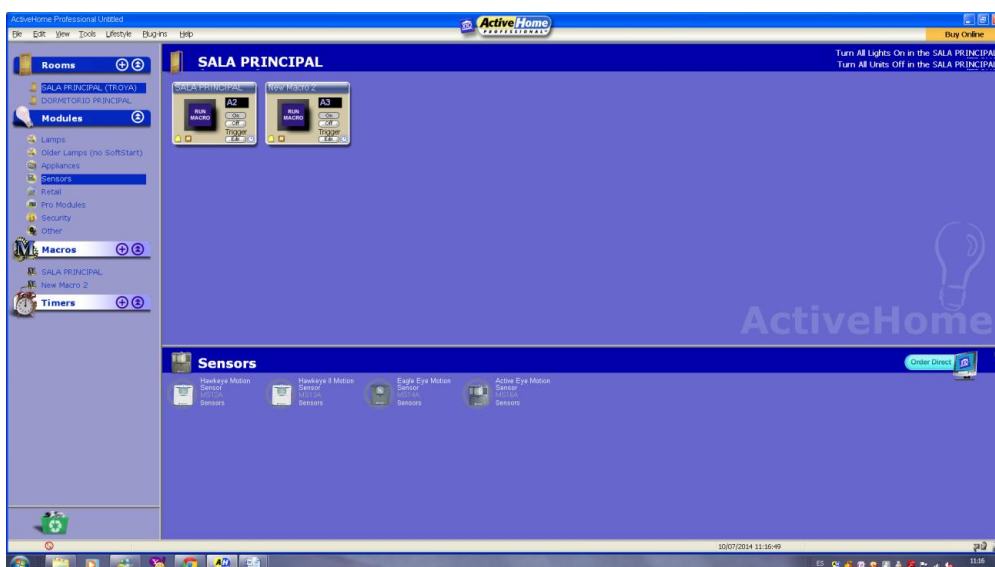 ActiveHome Professional Untitled
ActiveHome
PROFESSIONAL
File Edit View Tools Lifestyle Plug-ins Help
Buy Online
Rooms
SALA PRINCIPAL (TROYA)
DORMITORIO PRINCIPAL
Modules
Lamps
Older Lamps (no SoftStart)
Appliances
Sensors
Retail
Pro Modules
Security
Other
Macros
SALA PRINCIPAL
New Macro 2
Timers
SALA PRINCIPAL
Turn All Lights On in the SALA PRINCIPAL
Turn All Units Off in the SALA PRINCIPAL
SALA PRINCIPAL
RUN MACRO
A2
On
Off
Trigger
Edit
New Macro 2
RUN MACRO
A3
On
Off
Trigger
Edit
ActiveHome
Sensors
Order Direct
Hawkeye Motion
Sensor
MS12A
Sensors
Hawkeye II Motion
Sensor
MS13A
Sensors
Eagle Eye Motion
Sensor
MS14A
Sensors
Active Eye Motion
Sensor
MS16A
Sensors
10/07/2014 11:16:49
ES
11:16